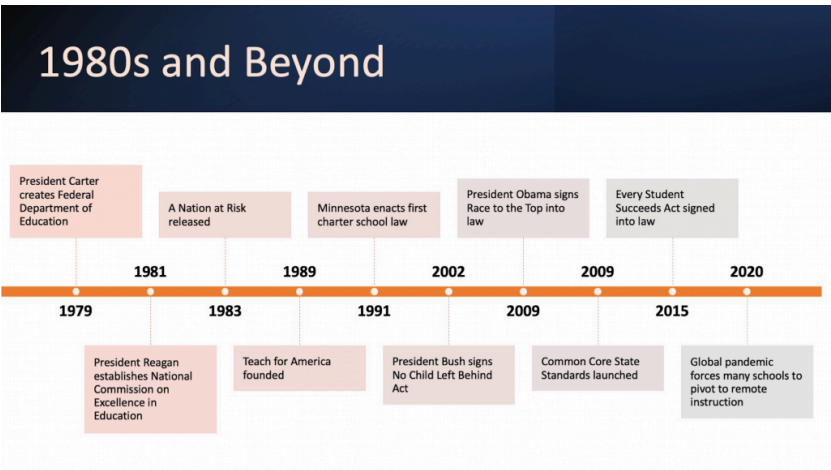 1980s and Beyond
President Carter
creates Federal
Department of
Education
A Nation at Risk
released
Minnesota enacts first
charter school law
President Obama signs
Race to the Top into
law
Every Student
Succeeds Act signed
into law
1981
1989
2002
2009
2020
1979
1983
1991
2009
2015
President Reagan
establishes National
Commission on
Excellence in
Education
Teach for America
founded
President Bush signs
No Child Left Behind
Act
Common Core State
Standards launched
Global pandemic
forces many schools to
pivot to remote
instruction